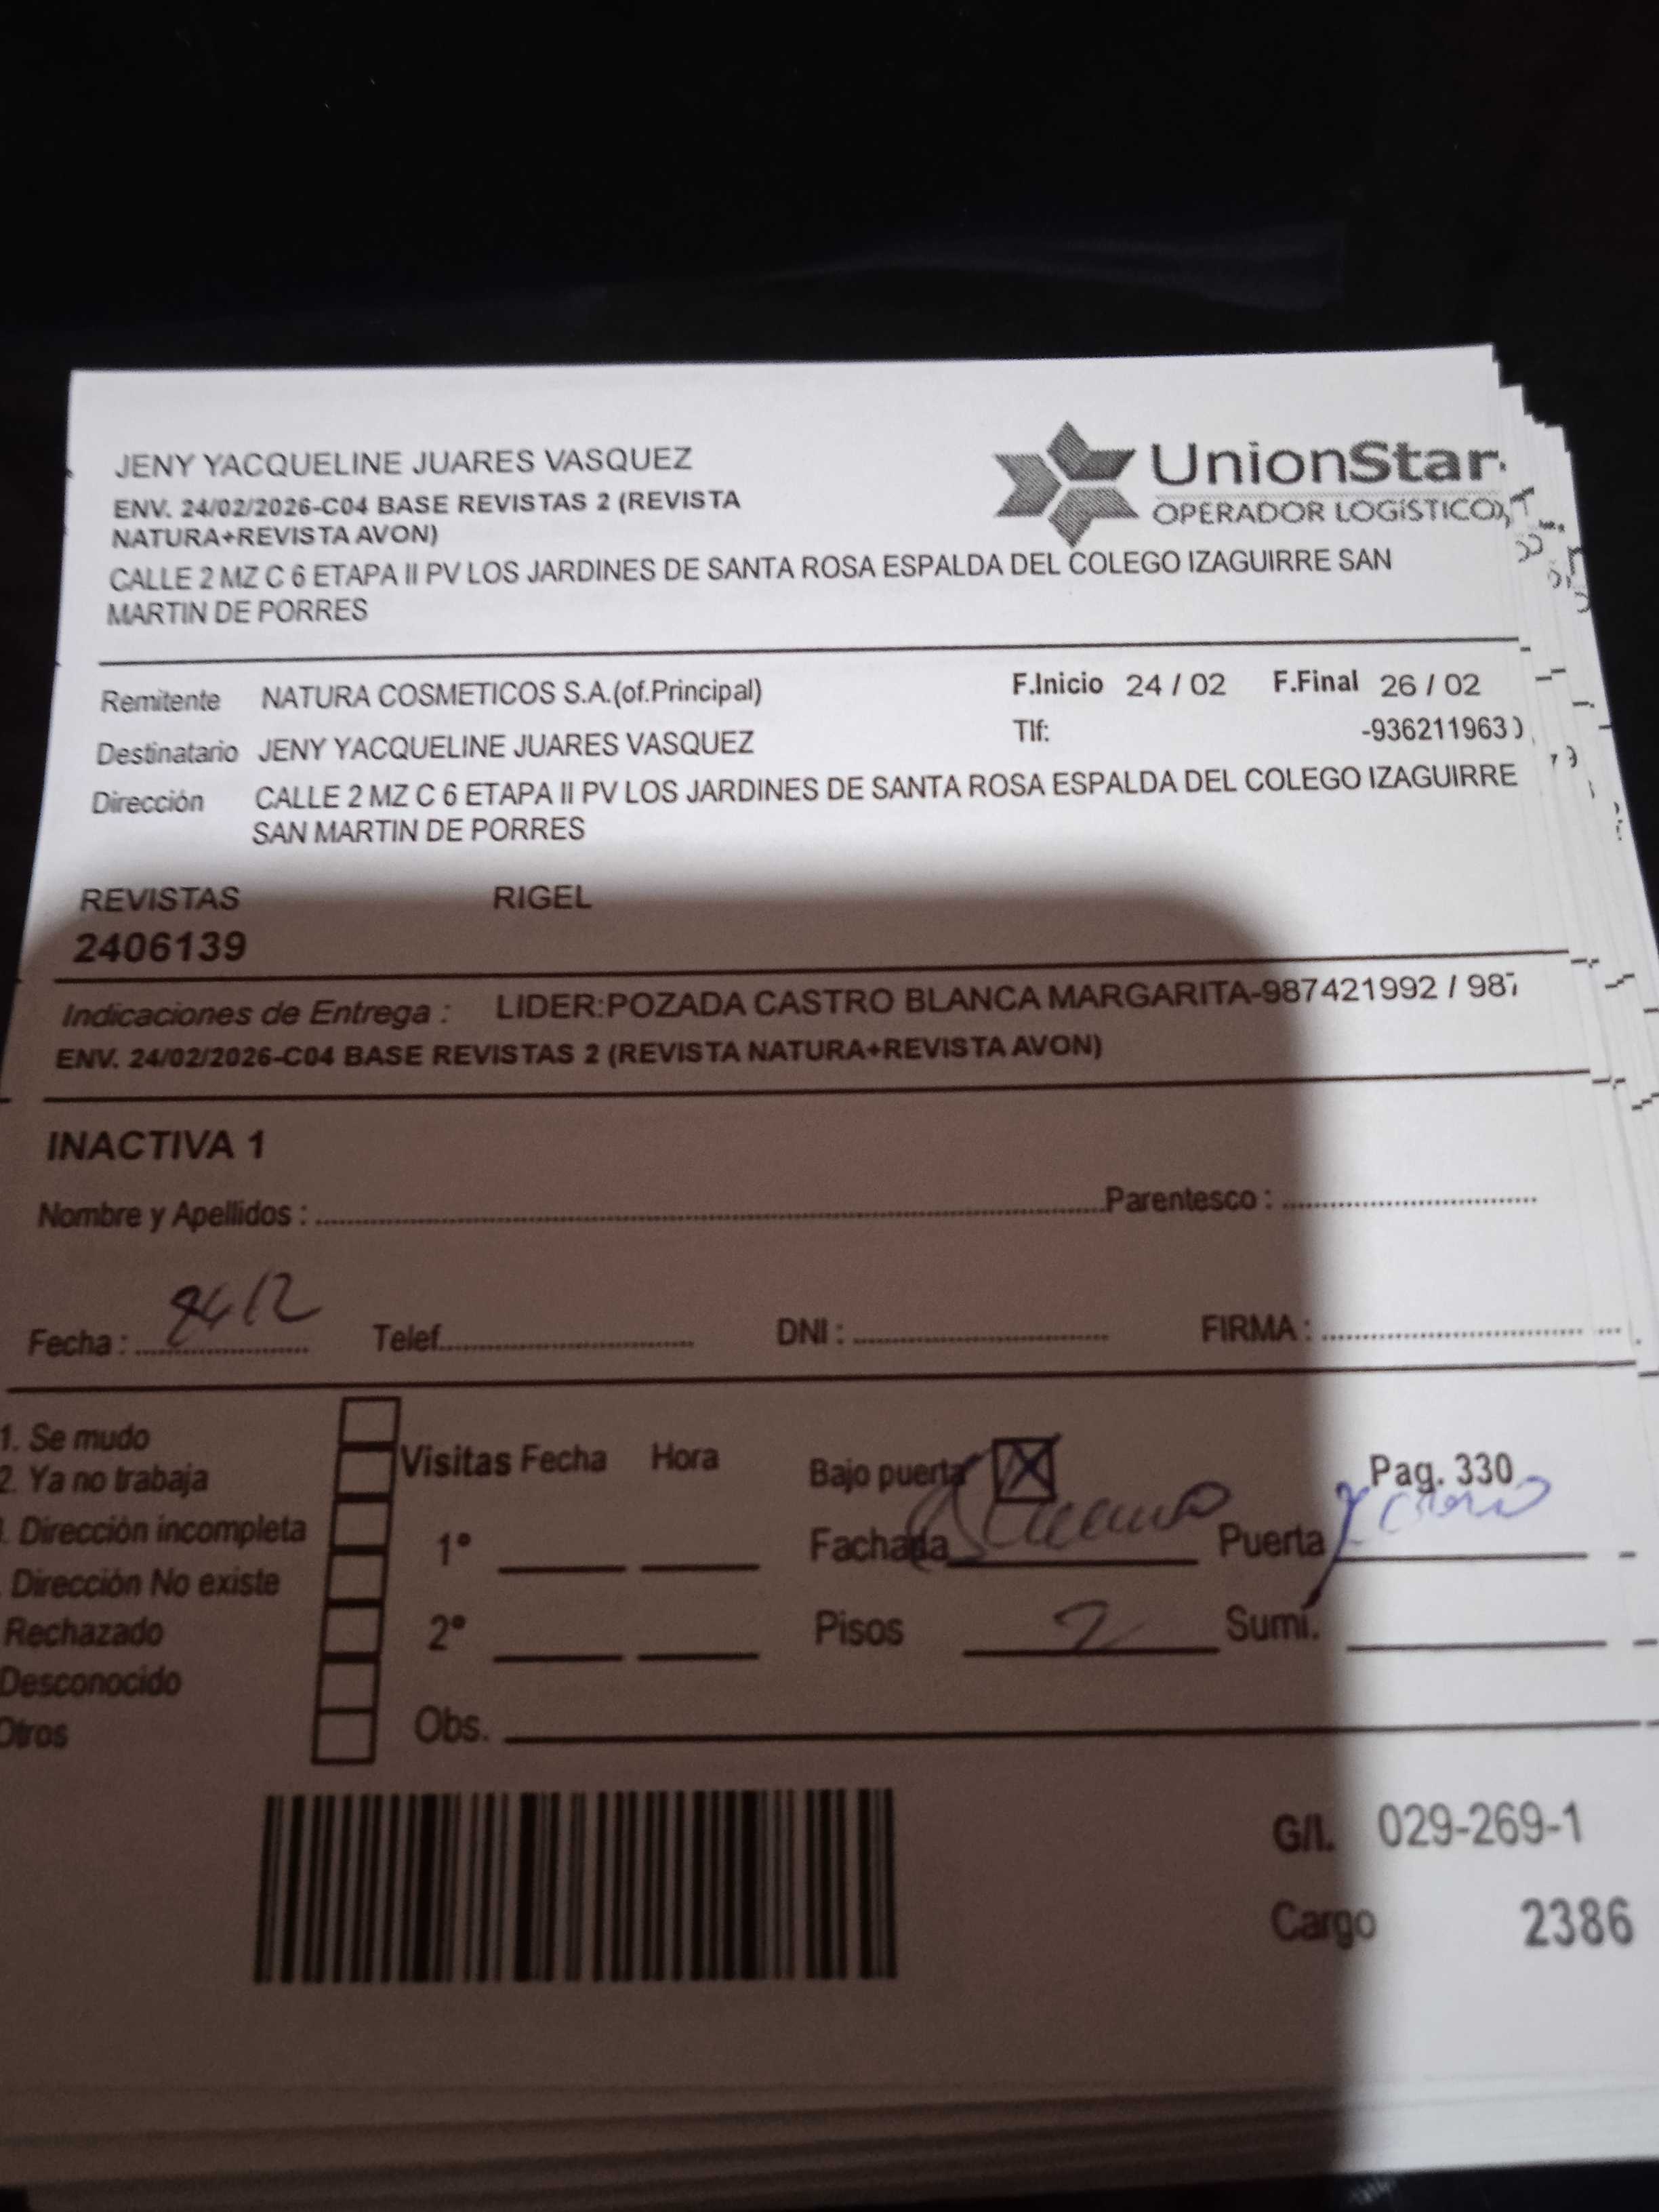 JENY YACQUELINE JUARES VASQUEZ
ENV. 24/02/2026-C04 BASE REVISTAS 2 (REVISTA
NATURA+REVISTA AVON)
UnionStar
OPERADOR LOGÍSTICO
CALLE 2 MZ C 6 ETAPA II PV LOS JARDINES DE SANTA ROSA ESPALDA DEL COLEGO IZAGUIRRE SAN
MARTIN DE PORRES
Remitente NATURA COSMETICOS S.A.(of.Principal) F.Inicio 24 / 02 F.Final 26 / 02
Destinatario JENY YACQUELINE JUARES VASQUEZ Tlf: -936211963
Dirección CALLE 2 MZ C 6 ETAPA II PV LOS JARDINES DE SANTA ROSA ESPALDA DEL COLEGO IZAGUIRRE
SAN MARTIN DE PORRES
REVISTAS RIGEL
2406139
Indicaciones de Entrega : LIDER:POZADA CASTRO BLANCA MARGARITA-987421992 / 987
ENV. 24/02/2026-C04 BASE REVISTAS 2 (REVISTA NATURA+REVISTA AVON)
INACTIVA 1
Nombre y Apellidos : Parentesco :
Fecha : Telef. DNI : FIRMA :
1. Se mudo
2. Ya no trabaja
. Dirección incompleta
Dirección No existe
Rechazado
Desconocido
Otros
Visitas Fecha Hora
1°
2°
Obs.
Bajo puerta Pag. 330
Fachada Puerta
Pisos 2 Sumi.
G/I. 029-269-1
Cargo 2386